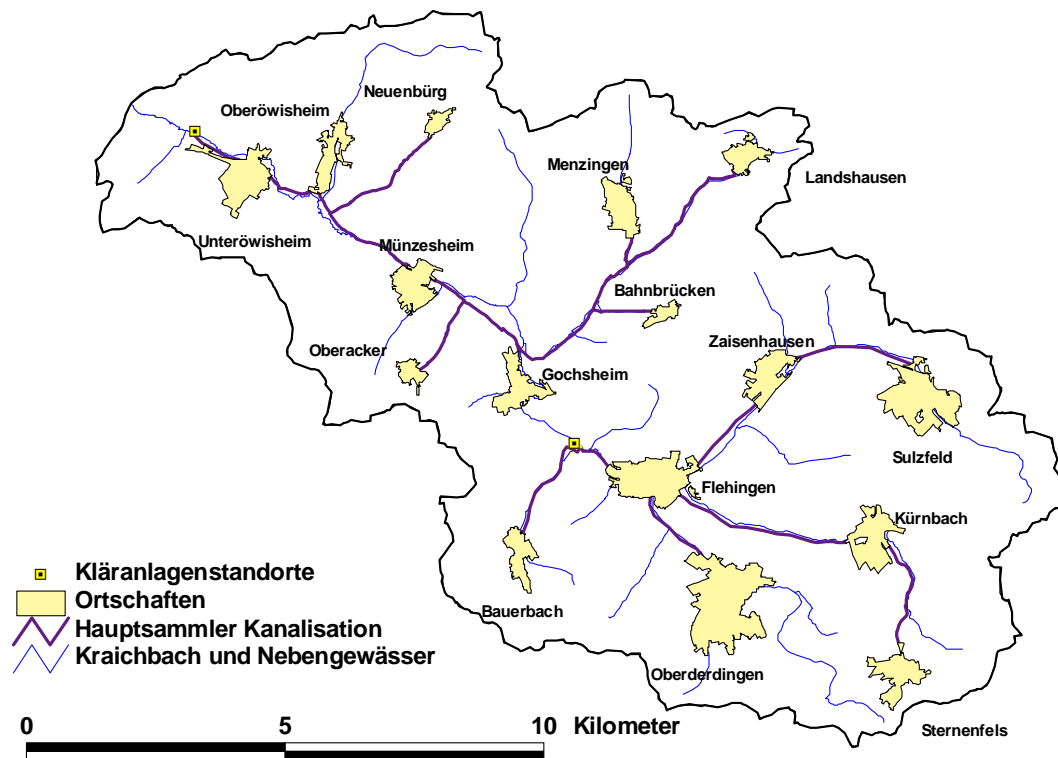 Neuenbürg
Oberöwisheim
Menzingen
Landshausen
Unteröwisheim
Münzesheim
Bahnbrücken
Zaisenhausen
Oberacker
Gochsheim
Sulzfeld
Flehingen
Kürnbach
Bauerbach
Oberderdingen
Sternenfels
Kläranlagenstandorte
Ortschaften
Hauptsammler Kanalisation
Kraichbach und Nebengewässer
0 5 10 Kilometer